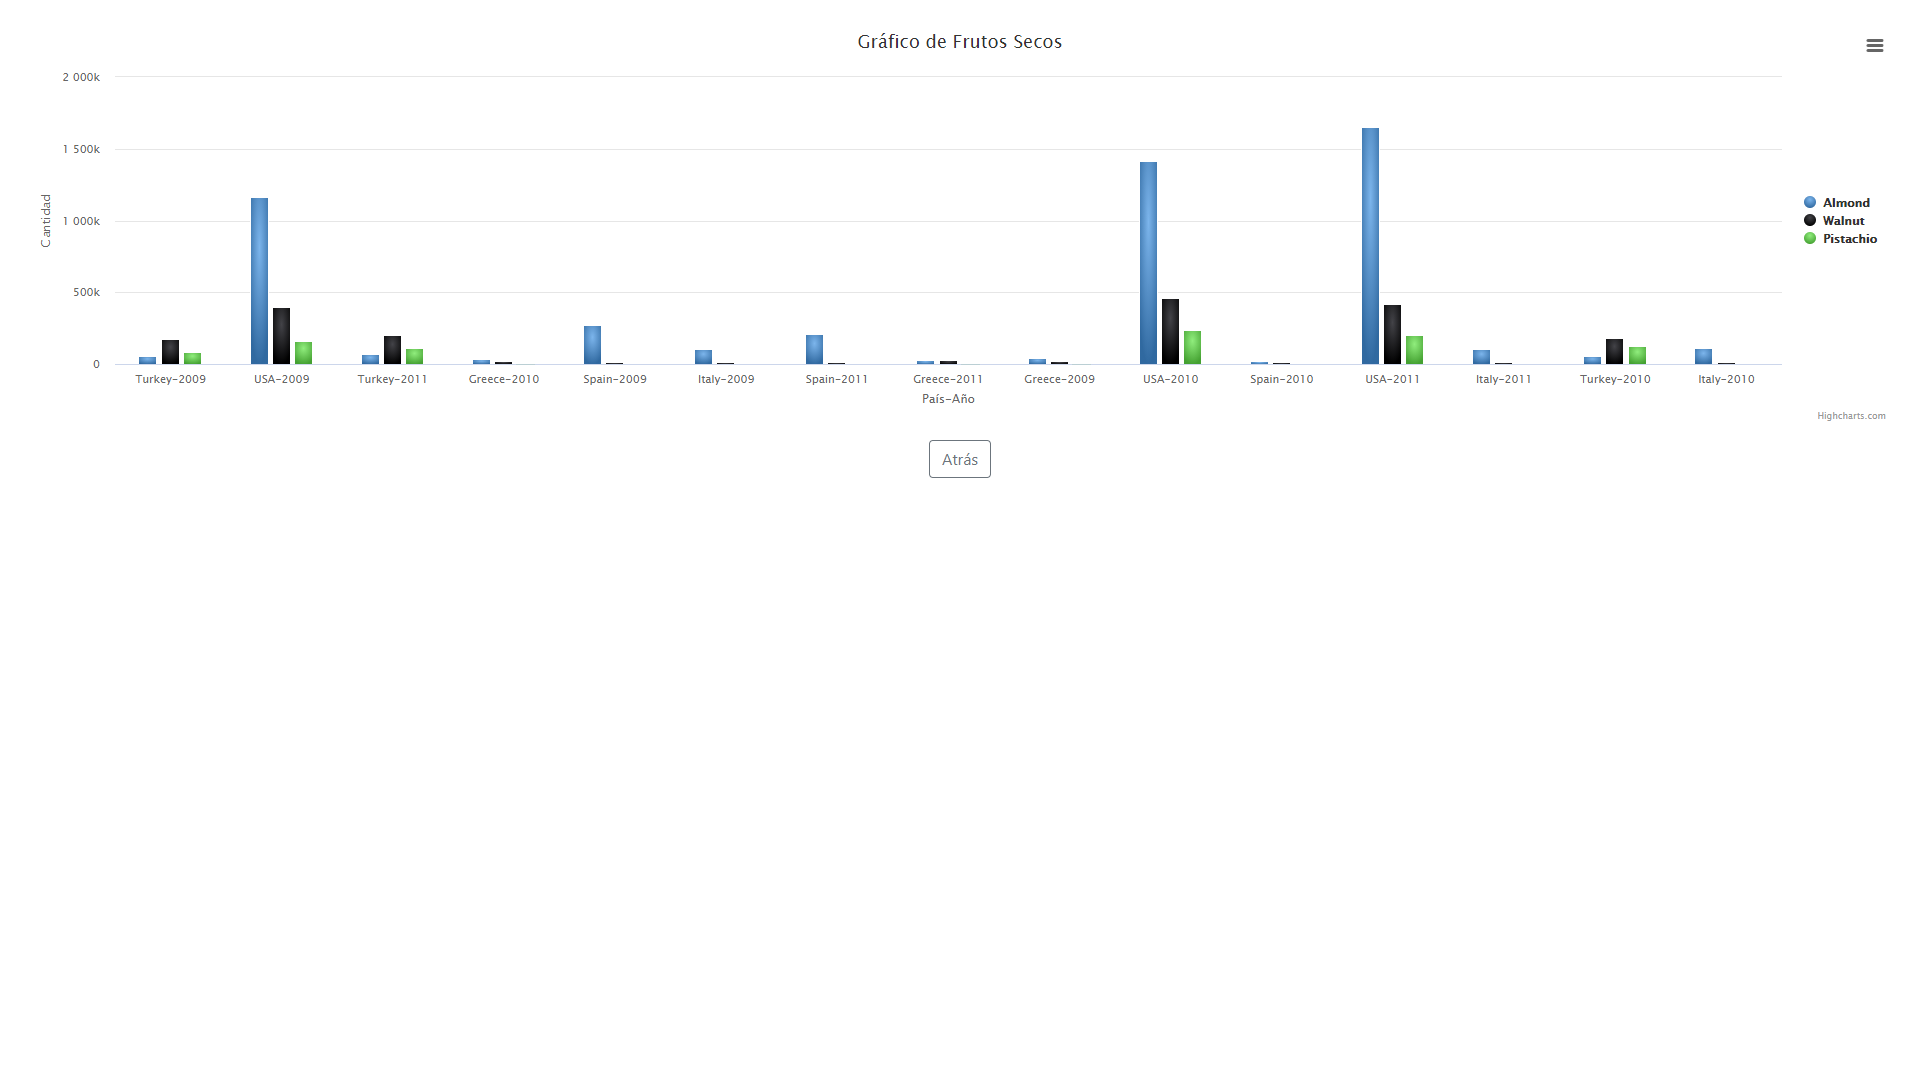 Gráfico de Frutos Secos
2 000k
1 500k
1 000k
500k
0
Cantidad
Turkey-2009 USA-2009 Turkey-2011 Greece-2010 Spain-2009 Italy-2009 Spain-2011 Greece-2011 Greece-2009 USA-2010 Spain-2010 USA-2011 Italy-2011 Turkey-2010 Italy-2010
País-Año
Almond
Walnut
Pistachio
Highcharts.com
Atrás